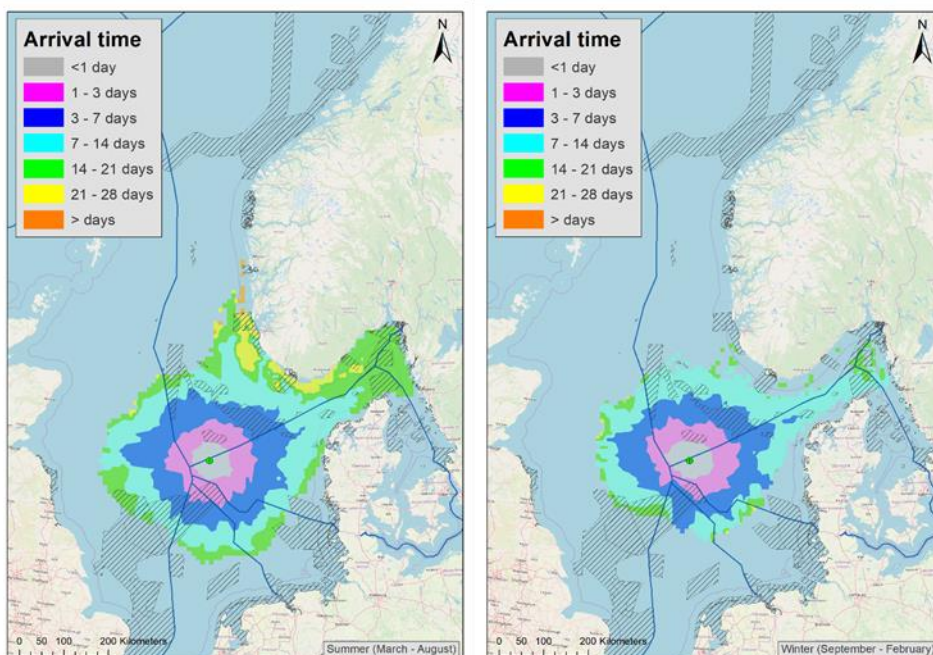 Arrival time
<1 day
1 - 3 days
3 - 7 days
7 - 14 days
14 - 21 days
21 - 28 days
> days
N
0 50 100 200 Kilometers
Summer (March - August)
Arrival time
<1 day
1 - 3 days
3 - 7 days
7 - 14 days
14 - 21 days
21 - 28 days
> days
N
0 50 100 200 Kilometers
Winter (September - February)